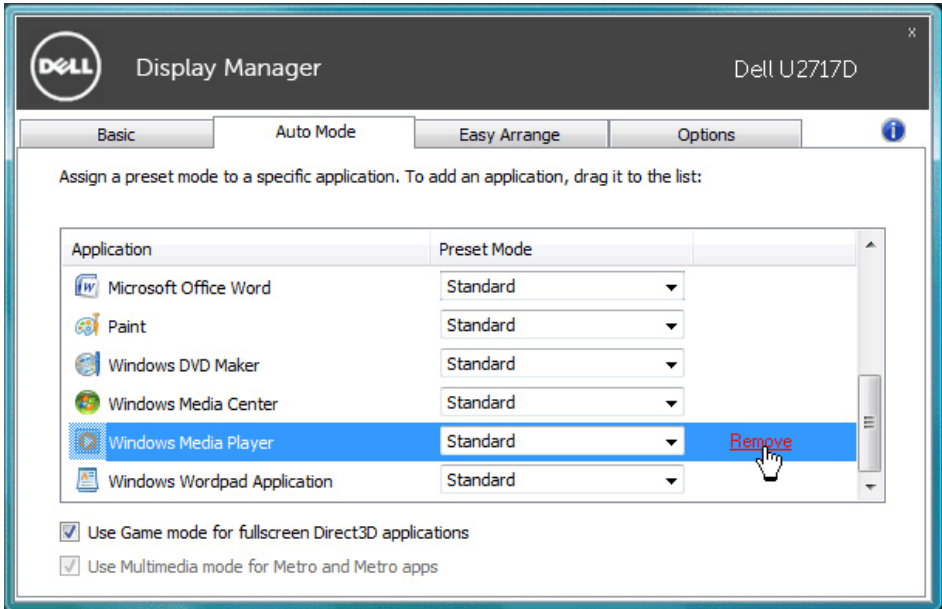 DELL Display Manager Dell U2717D x
Basic Auto Mode Easy Arrange Options i
Assign a preset mode to a specific application. To add an application, drag it to the list:
Application Preset Mode
Microsoft Office Word Standard
Paint Standard
Windows DVD Maker Standard
Windows Media Center Standard
Windows Media Player Standard Remove
Windows Wordpad Application Standard
Use Game mode for fullscreen Direct3D applications
Use Multimedia mode for Metro and Metro apps